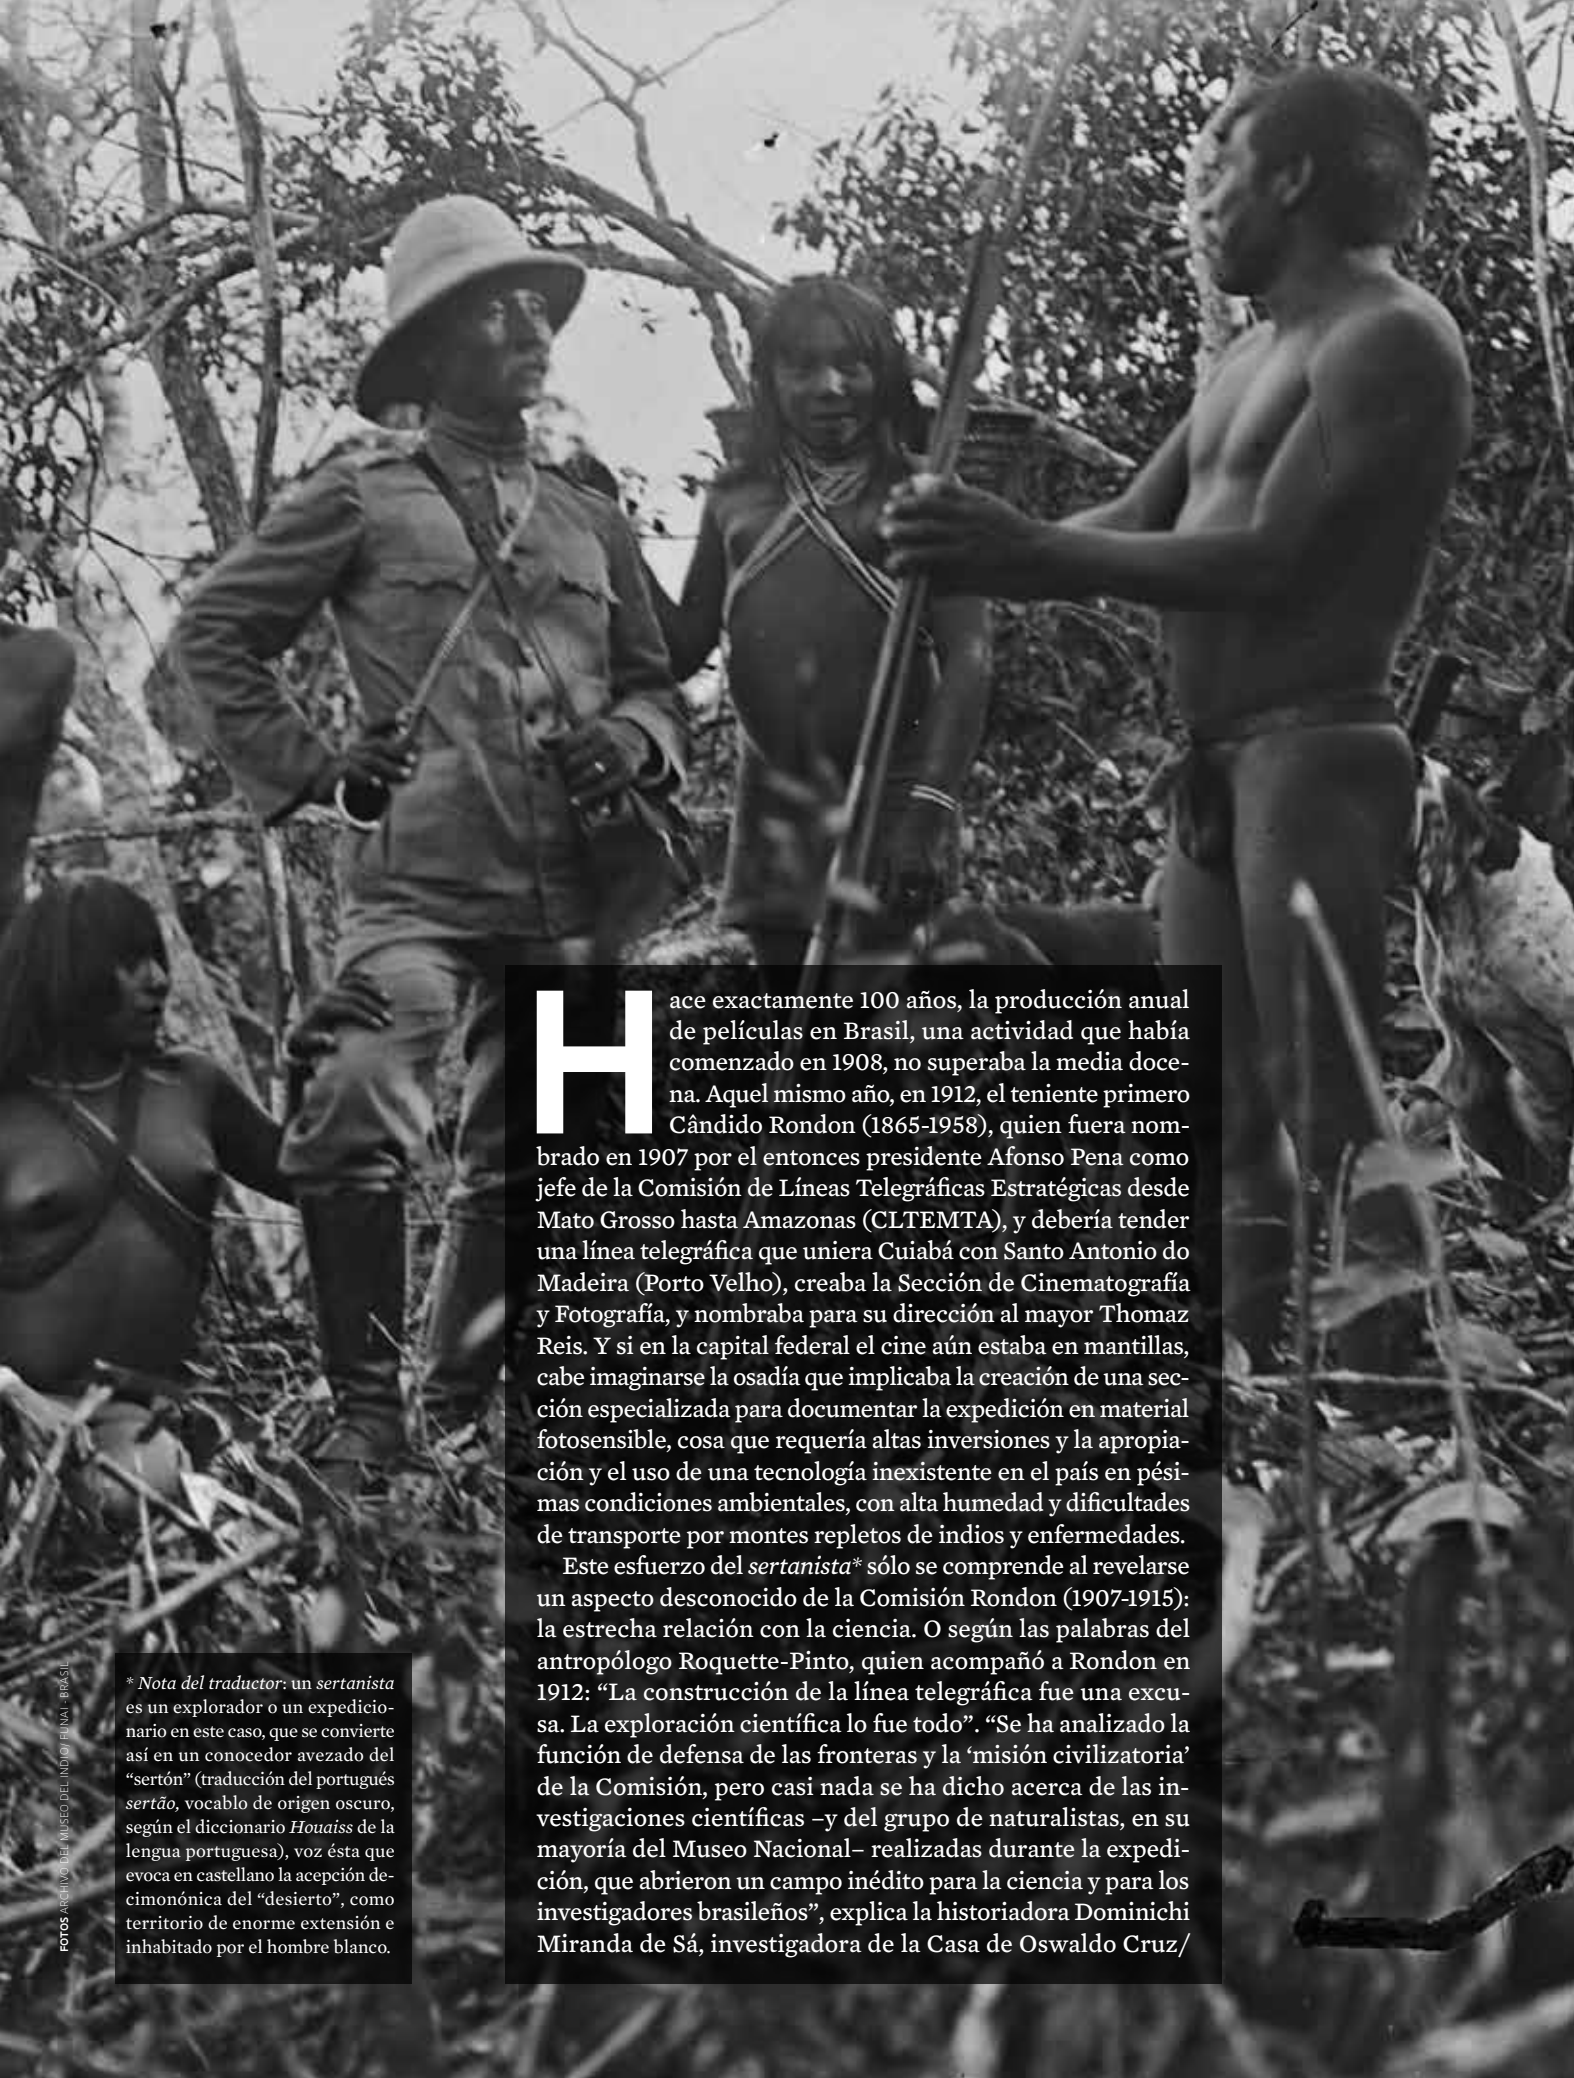 Hace exactamente 100 años, la producción anual
de películas en Brasil, una actividad que había
comenzado en 1908, no superaba la media doce-
na. Aquel mismo año, en 1912, el teniente primero
Cândido Rondon (1865-1958), quien fuera nom-
brado en 1907 por el entonces presidente Afonso Pena como
jefe de la Comisión de Líneas Telegráficas Estratégicas desde
Mato Grosso hasta Amazonas (CLTEMTA), y debería tender
una línea telegráfica que uniera Cuiabá con Santo Antonio do
Madeira (Porto Velho), creaba la Sección de Cinematografía
y Fotografía, y nombraba para su dirección al mayor Thomaz
Reis. Y si en la capital federal el cine aún estaba en mantillas,
cabe imaginarse la osadía que implicaba la creación de una sec-
ción especializada para documentar la expedición en material
fotosensible, cosa que requería altas inversiones y la apropia-
ción y el uso de una tecnología inexistente en el país en pési-
mas condiciones ambientales, con alta humedad y dificultades
de transporte por montes repletos de indios y enfermedades.
Este esfuerzo del sertanista* sólo se comprende al revelarse
un aspecto desconocido de la Comisión Rondon (1907-1915):
la estrecha relación con la ciencia. O según las palabras del
antropólogo Roquette-Pinto, quien acompañó a Rondon en
1912: “La construcción de la línea telegráfica fue una excu-
sa. La exploración científica lo fue todo”. “Se ha analizado la
función de defensa de las fronteras y la ‘misión civilizatoria’
de la Comisión, pero casi nada se ha dicho acerca de las in-
vestigaciones científicas –y del grupo de naturalistas, en su
mayoría del Museo Nacional– realizadas durante la expedi-
ción, que abrieron un campo inédito para la ciencia y para los
investigadores brasileños”, explica la historiadora Dominichi
Miranda de Sá, investigadora de la Casa de Oswaldo Cruz/
* Nota del traductor: un sertanista
es un explorador o un expedicio-
nario en este caso, que se convierte
así en un conocedor avezado del
“sertón” (traducción del portugués
sertão, vocablo de origen oscuro,
según el diccionario Houaiss de la
lengua portuguesa), voz ésta que
evoca en castellano la acepción de-
cimonónica del “desierto”, como
territorio de enorme extensión e
inhabitado por el hombre blanco.
FOTOS ARCHIVO DEL MUSEO DEL INDIO/ FUNAI - BRASIL